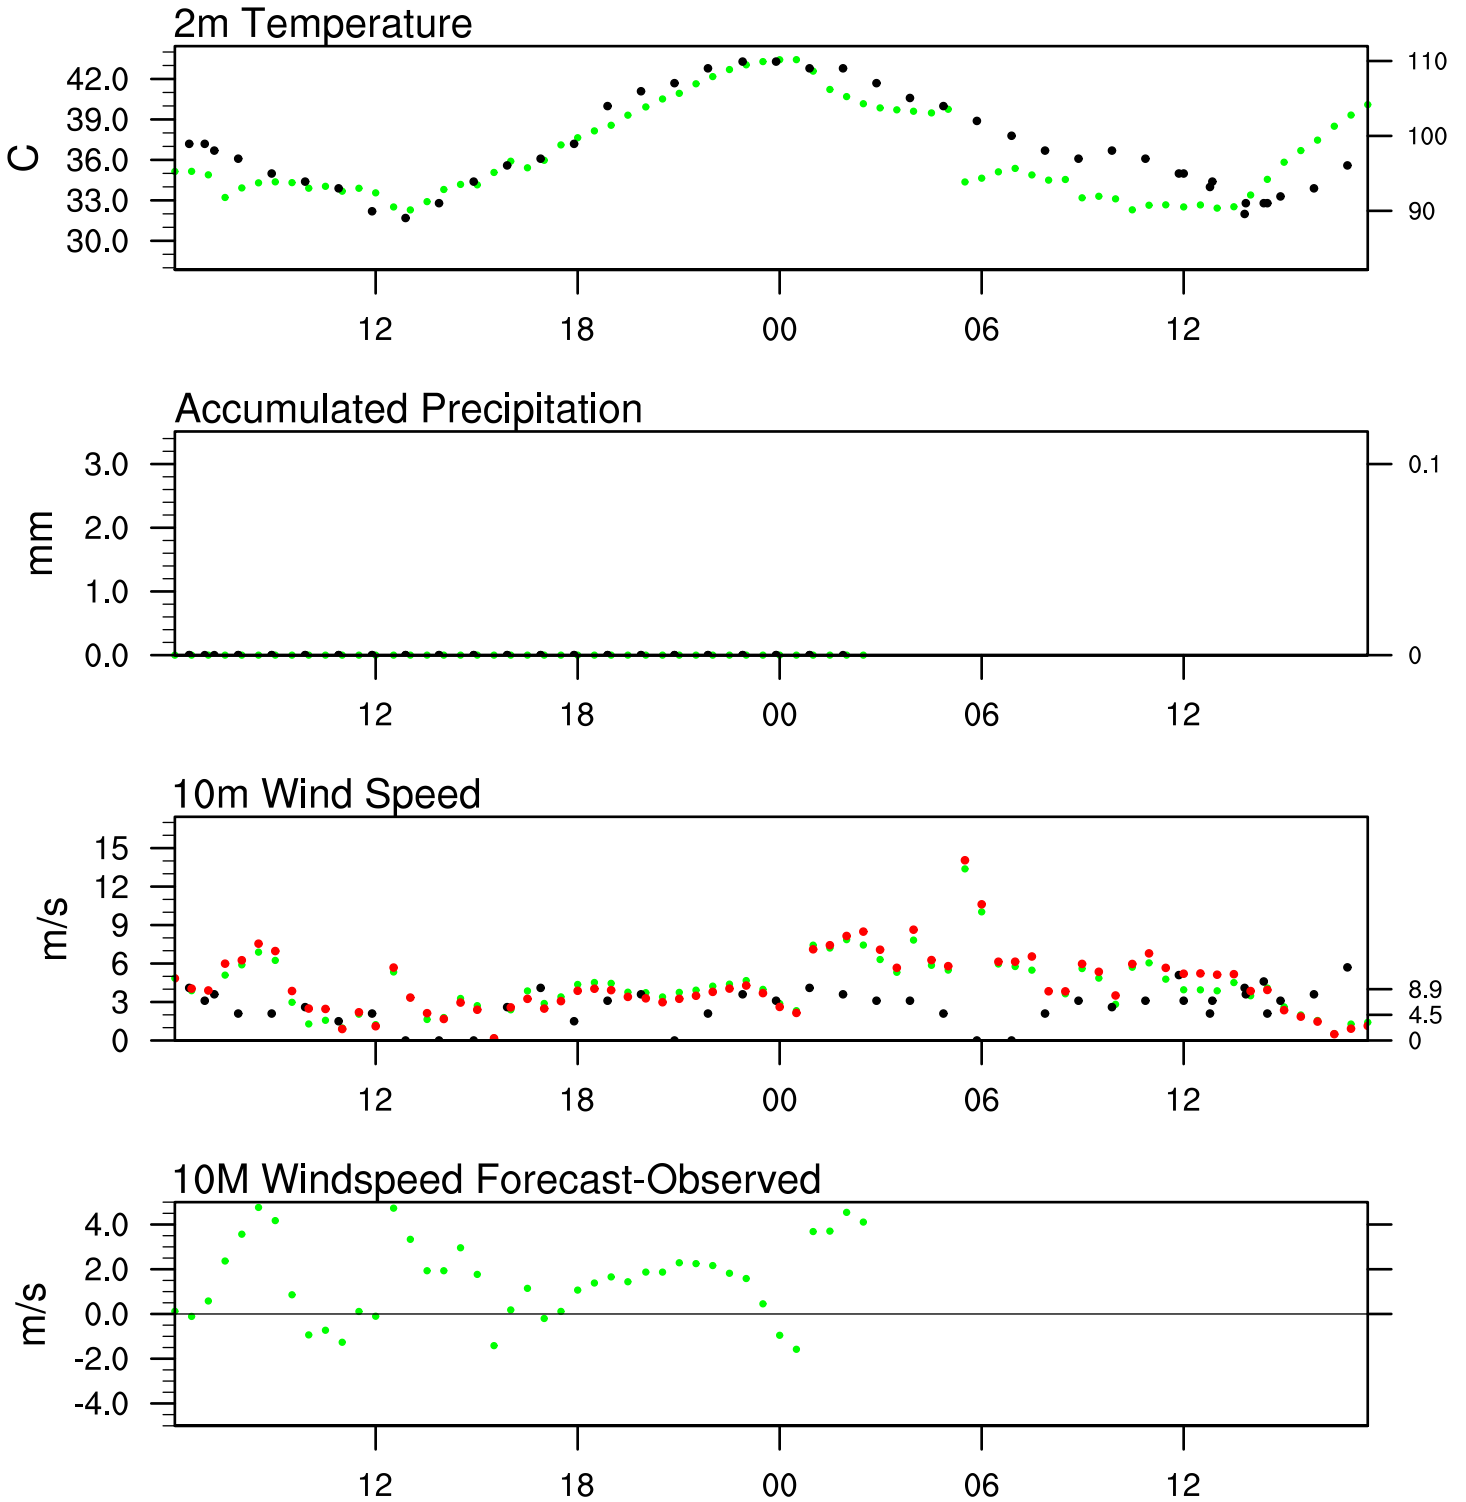 2m Temperature
C
42.0
39.0
36.0
33.0
30.0
110
100
90
12 18 00 06 12
Accumulated Precipitation
mm
3.0
2.0
1.0
0.0
0.1
0
12 18 00 06 12
10m Wind Speed
m/s
15
12
9
6
3
0
8.9
4.5
0
12 18 00 06 12
10M Windspeed Forecast-Observed
m/s
4.0
2.0
0.0
-2.0
-4.0
12 18 00 06 12